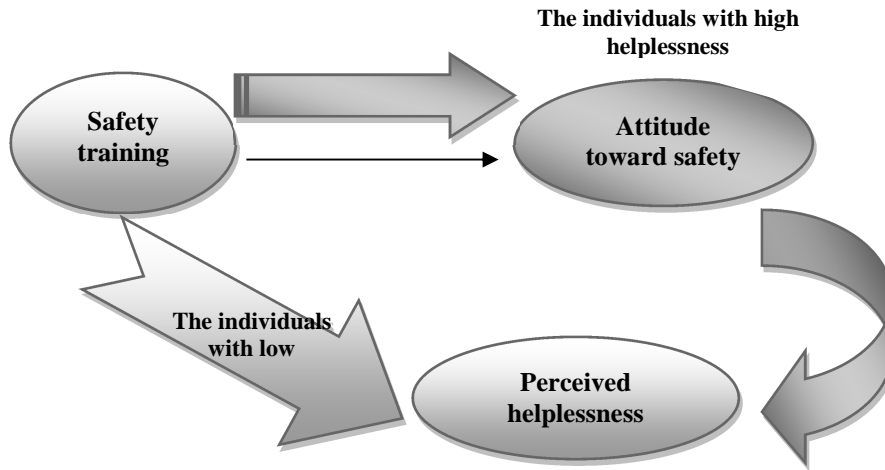 The individuals with high
helplessness
Safety
training
Attitude
toward safety
The individuals
with low
Perceived
helplessness